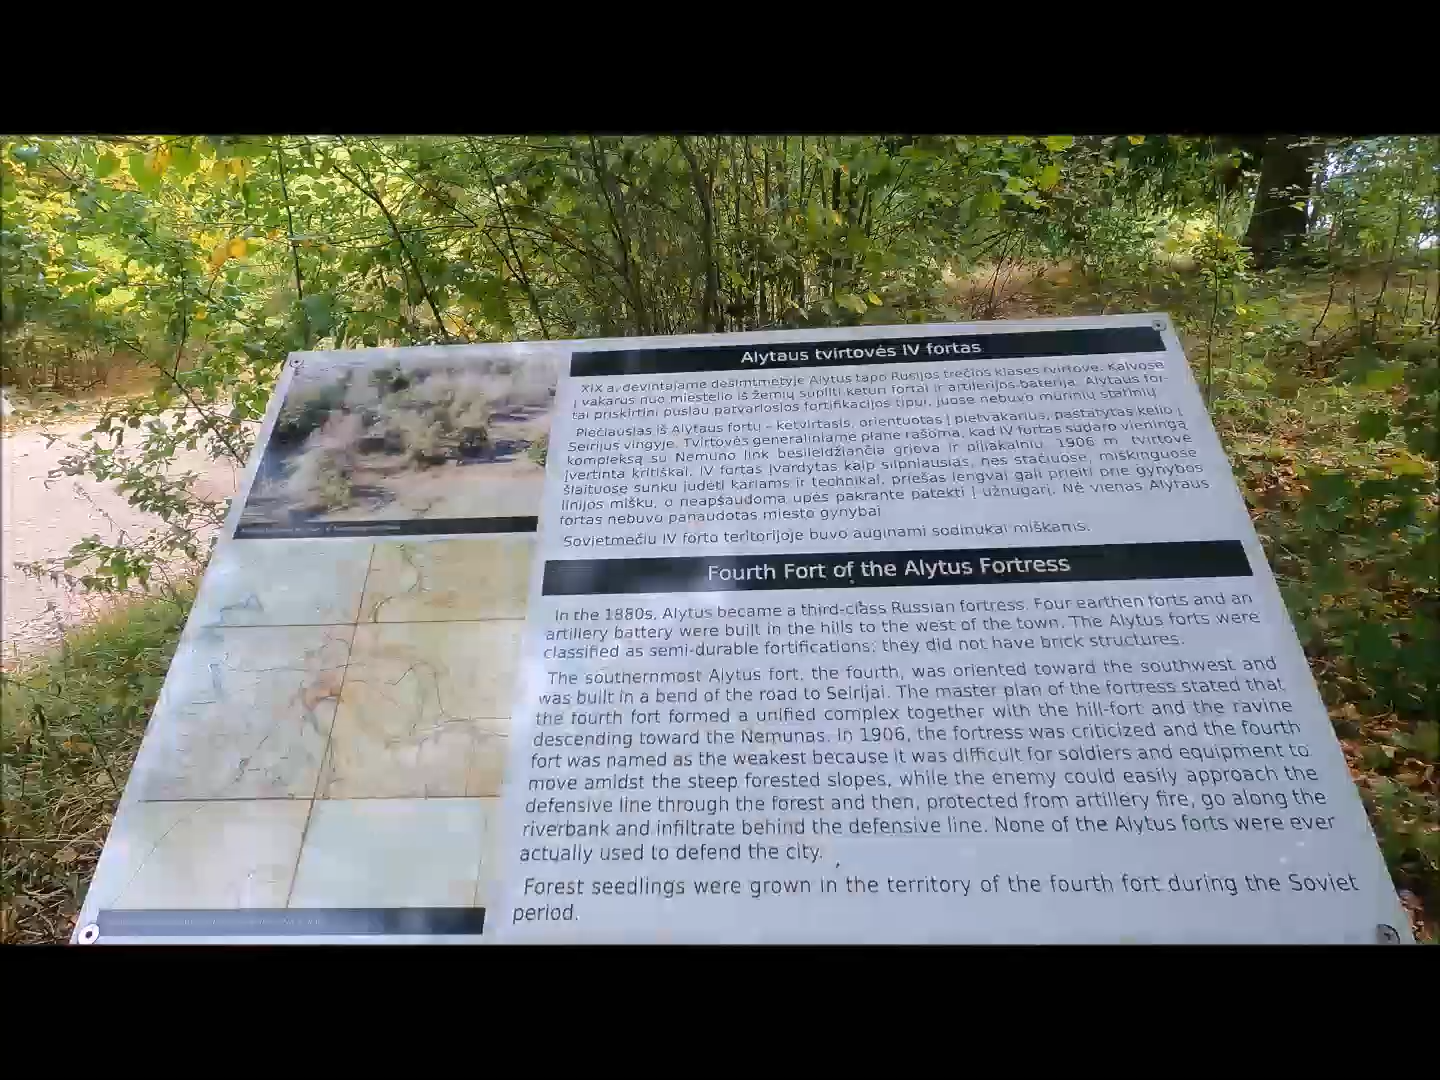 Alytaus tvirtovės IV fortas
XIX a. devintajame dešimtmetyje Alytus tapo Rusijos trečios klasės tvirtove. Kalvose
į vakarus nuo miestelio iš žemių supilti keturi fortai ir artilerijos baterija. Alytaus for-
tai priskirtini pusiau patvariosios fortifikacijos tipui, juose nebuvo mūrinių statinių.
Piečiausias iš Alytaus fortų – ketvirtasis, orientuotas į pietvakarius, pastatytas kelio į
Seirijus vingyje. Tvirtovės generaliniame plane rašoma, kad IV fortas sudaro vieningą
kompleksą su Nemuno link besileidžiančia griova ir piliakalniu. 1906 m. tvirtovė
įvertinta kritiškai. IV fortas įvardytas kaip silpniausias, nes stačiuose, miškinguose
šlaituose sunku judėti kariams ir technikai, priešas lengvai gali prieiti prie gynybos
linijos mišku, o neapšaudoma upės pakrante patekti į užnugarį. Nė vienas Alytaus
fortas nebuvo panaudotas miesto gynybai.
Sovietmečiu IV forto teritorijoje buvo auginami sodinukai miškams.
Fourth Fort of the Alytus Fortress
In the 1880s, Alytus became a third-class Russian fortress. Four earthen forts and an
artillery battery were built in the hills to the west of the town. The Alytus forts were
classified as semi-durable fortifications; they did not have brick structures.
The southernmost Alytus fort, the fourth, was oriented toward the southwest and
was built in a bend of the road to Seirijai. The master plan of the fortress stated that
the fourth fort formed a unified complex together with the hill-fort and the ravine
descending toward the Nemunas. In 1906, the fortress was criticized and the fourth
fort was named as the weakest because it was difficult for soldiers and equipment to
move amidst the steep forested slopes, while the enemy could easily approach the
defensive line through the forest and then, protected from artillery fire, go along the
riverbank and infiltrate behind the defensive line. None of the Alytus forts were ever
actually used to defend the city.
Forest seedlings were grown in the territory of the fourth fort during the Soviet
period.